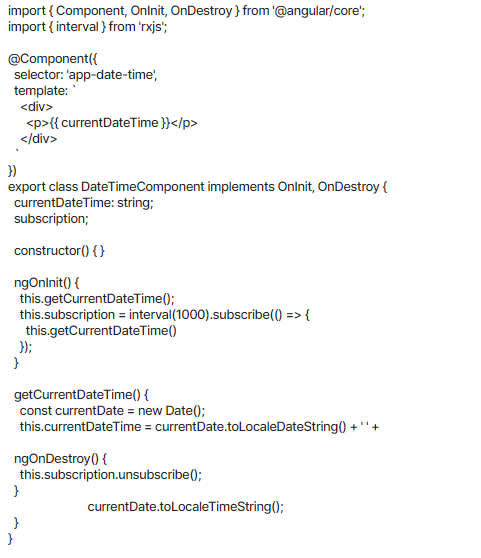 import { Component, OnInit, OnDestroy } from '@angular/core';
import { interval } from 'rxjs';
@Component({
selector: 'app-date-time',
template: `
<div>
<p>{{ currentDateTime }}</p>
</div>
`
})
export class DateTimeComponent implements OnInit, OnDestroy {
currentDateTime: string;
subscription;
constructor() { }
ngOnInit() {
this.getCurrentDateTime();
this.subscription = interval(1000).subscribe(() => {
this.getCurrentDateTime()
});
}
getCurrentDateTime() {
const currentDate = new Date();
this.currentDateTime = currentDate.toLocaleDateString() + ' ' +
ngOnDestroy() {
this.subscription.unsubscribe();
}
currentDate.toLocaleTimeString();
}
}